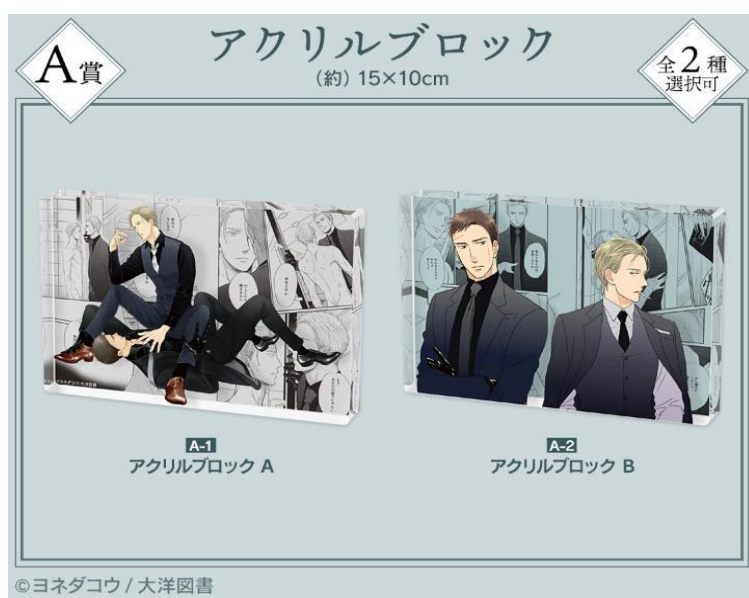 A賞
アクリルブロック
(約) 15×10cm
全2種
選択可
A-1
アクリルブロック A
A-2
アクリルブロック B
©ヨネダコウ / 大洋図書